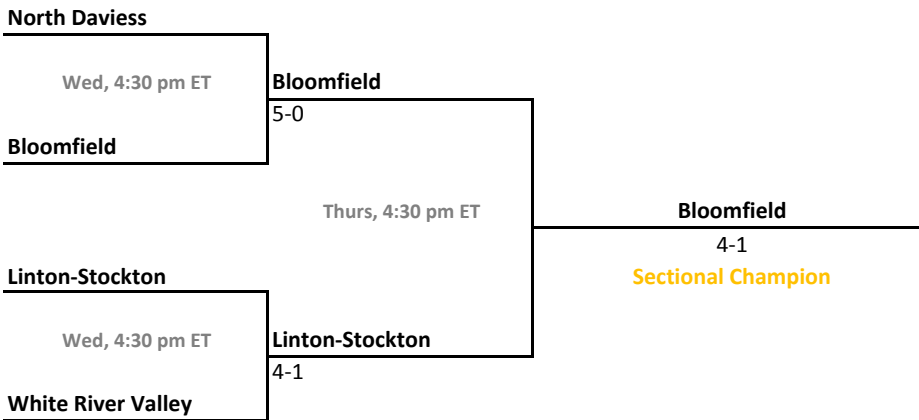 North Daviess
Wed, 4:30 pm ET
Bloomfield
5-0
Bloomfield
Thurs, 4:30 pm ET
Bloomfield
4-1
Sectional Champion
Linton-Stockton
Wed, 4:30 pm ET
Linton-Stockton
4-1
White River Valley